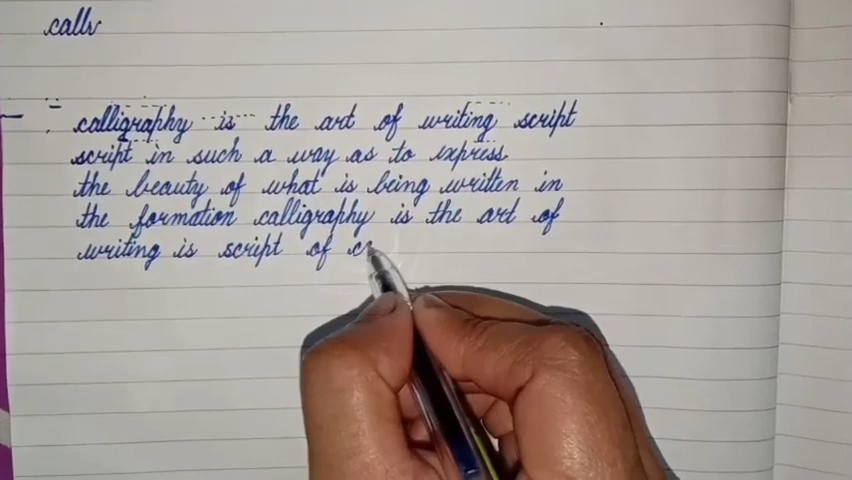 calli
calligraphy is the art of writing script
script in such a way as to express
the beauty of what is being written in
the formation calligraphy is the art of
writing is script of c